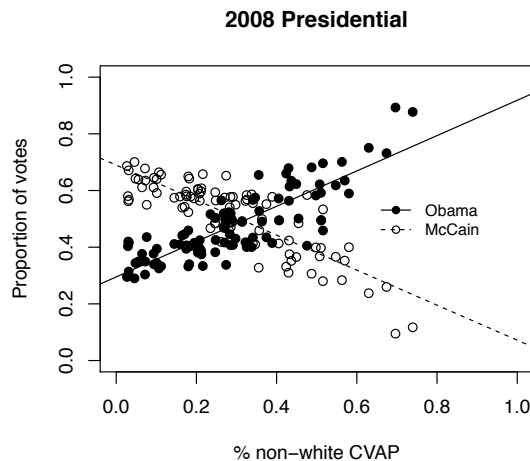 2008 Presidential
Proportion of votes
1.0
0.8
0.6
0.4
0.2
0.0
Obama
McCain
0.0 0.2 0.4 0.6 0.8 1.0
% non−white CVAP